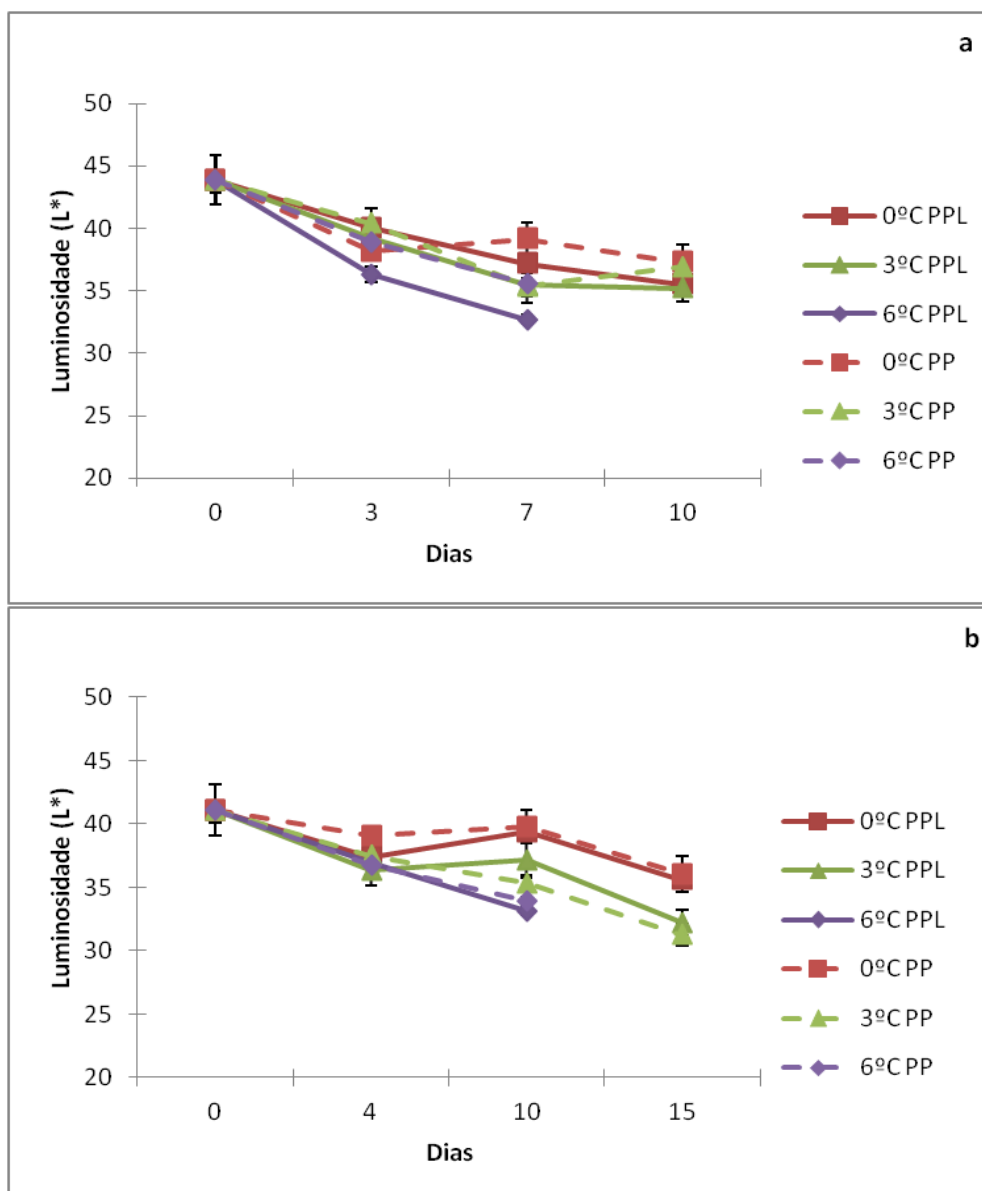 a
50
45
40
35
30
25
20
Luminosidade (L*)
0 3 7 10
Dias
0ºC PPL
3ºC PPL
6ºC PPL
0ºC PP
3ºC PP
6ºC PP
b
50
45
40
35
30
25
20
Luminosidade (L*)
0 4 10 15
Dias
0ºC PPL
3ºC PPL
6ºC PPL
0ºC PP
3ºC PP
6ºC PP